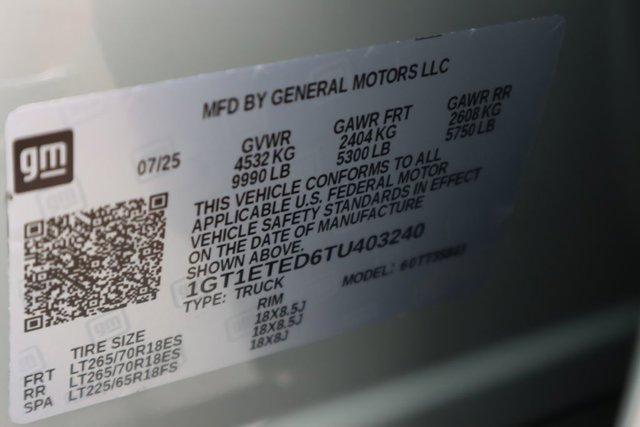 MFD BY GENERAL MOTORS LLC
gm
07/25
GVWR GAWR FRT GAWR RR
4532 KG 2404 KG 2608 KG
9990 LB 5300 LB 5750 LB
THIS VEHICLE CONFORMS TO ALL
APPLICABLE U.S. FEDERAL MOTOR
VEHICLE SAFETY STANDARDS IN EFFECT
ON THE DATE OF MANUFACTURE
SHOWN ABOVE.
1GT1ETED6TU403240
TYPE: TRUCK MODEL:
TIRE SIZE RIM
FRT LT265/70R18ES 18X8.5J
RR LT265/70R18ES 18X8.5J
SPA LT225/65R18FS 18X8J